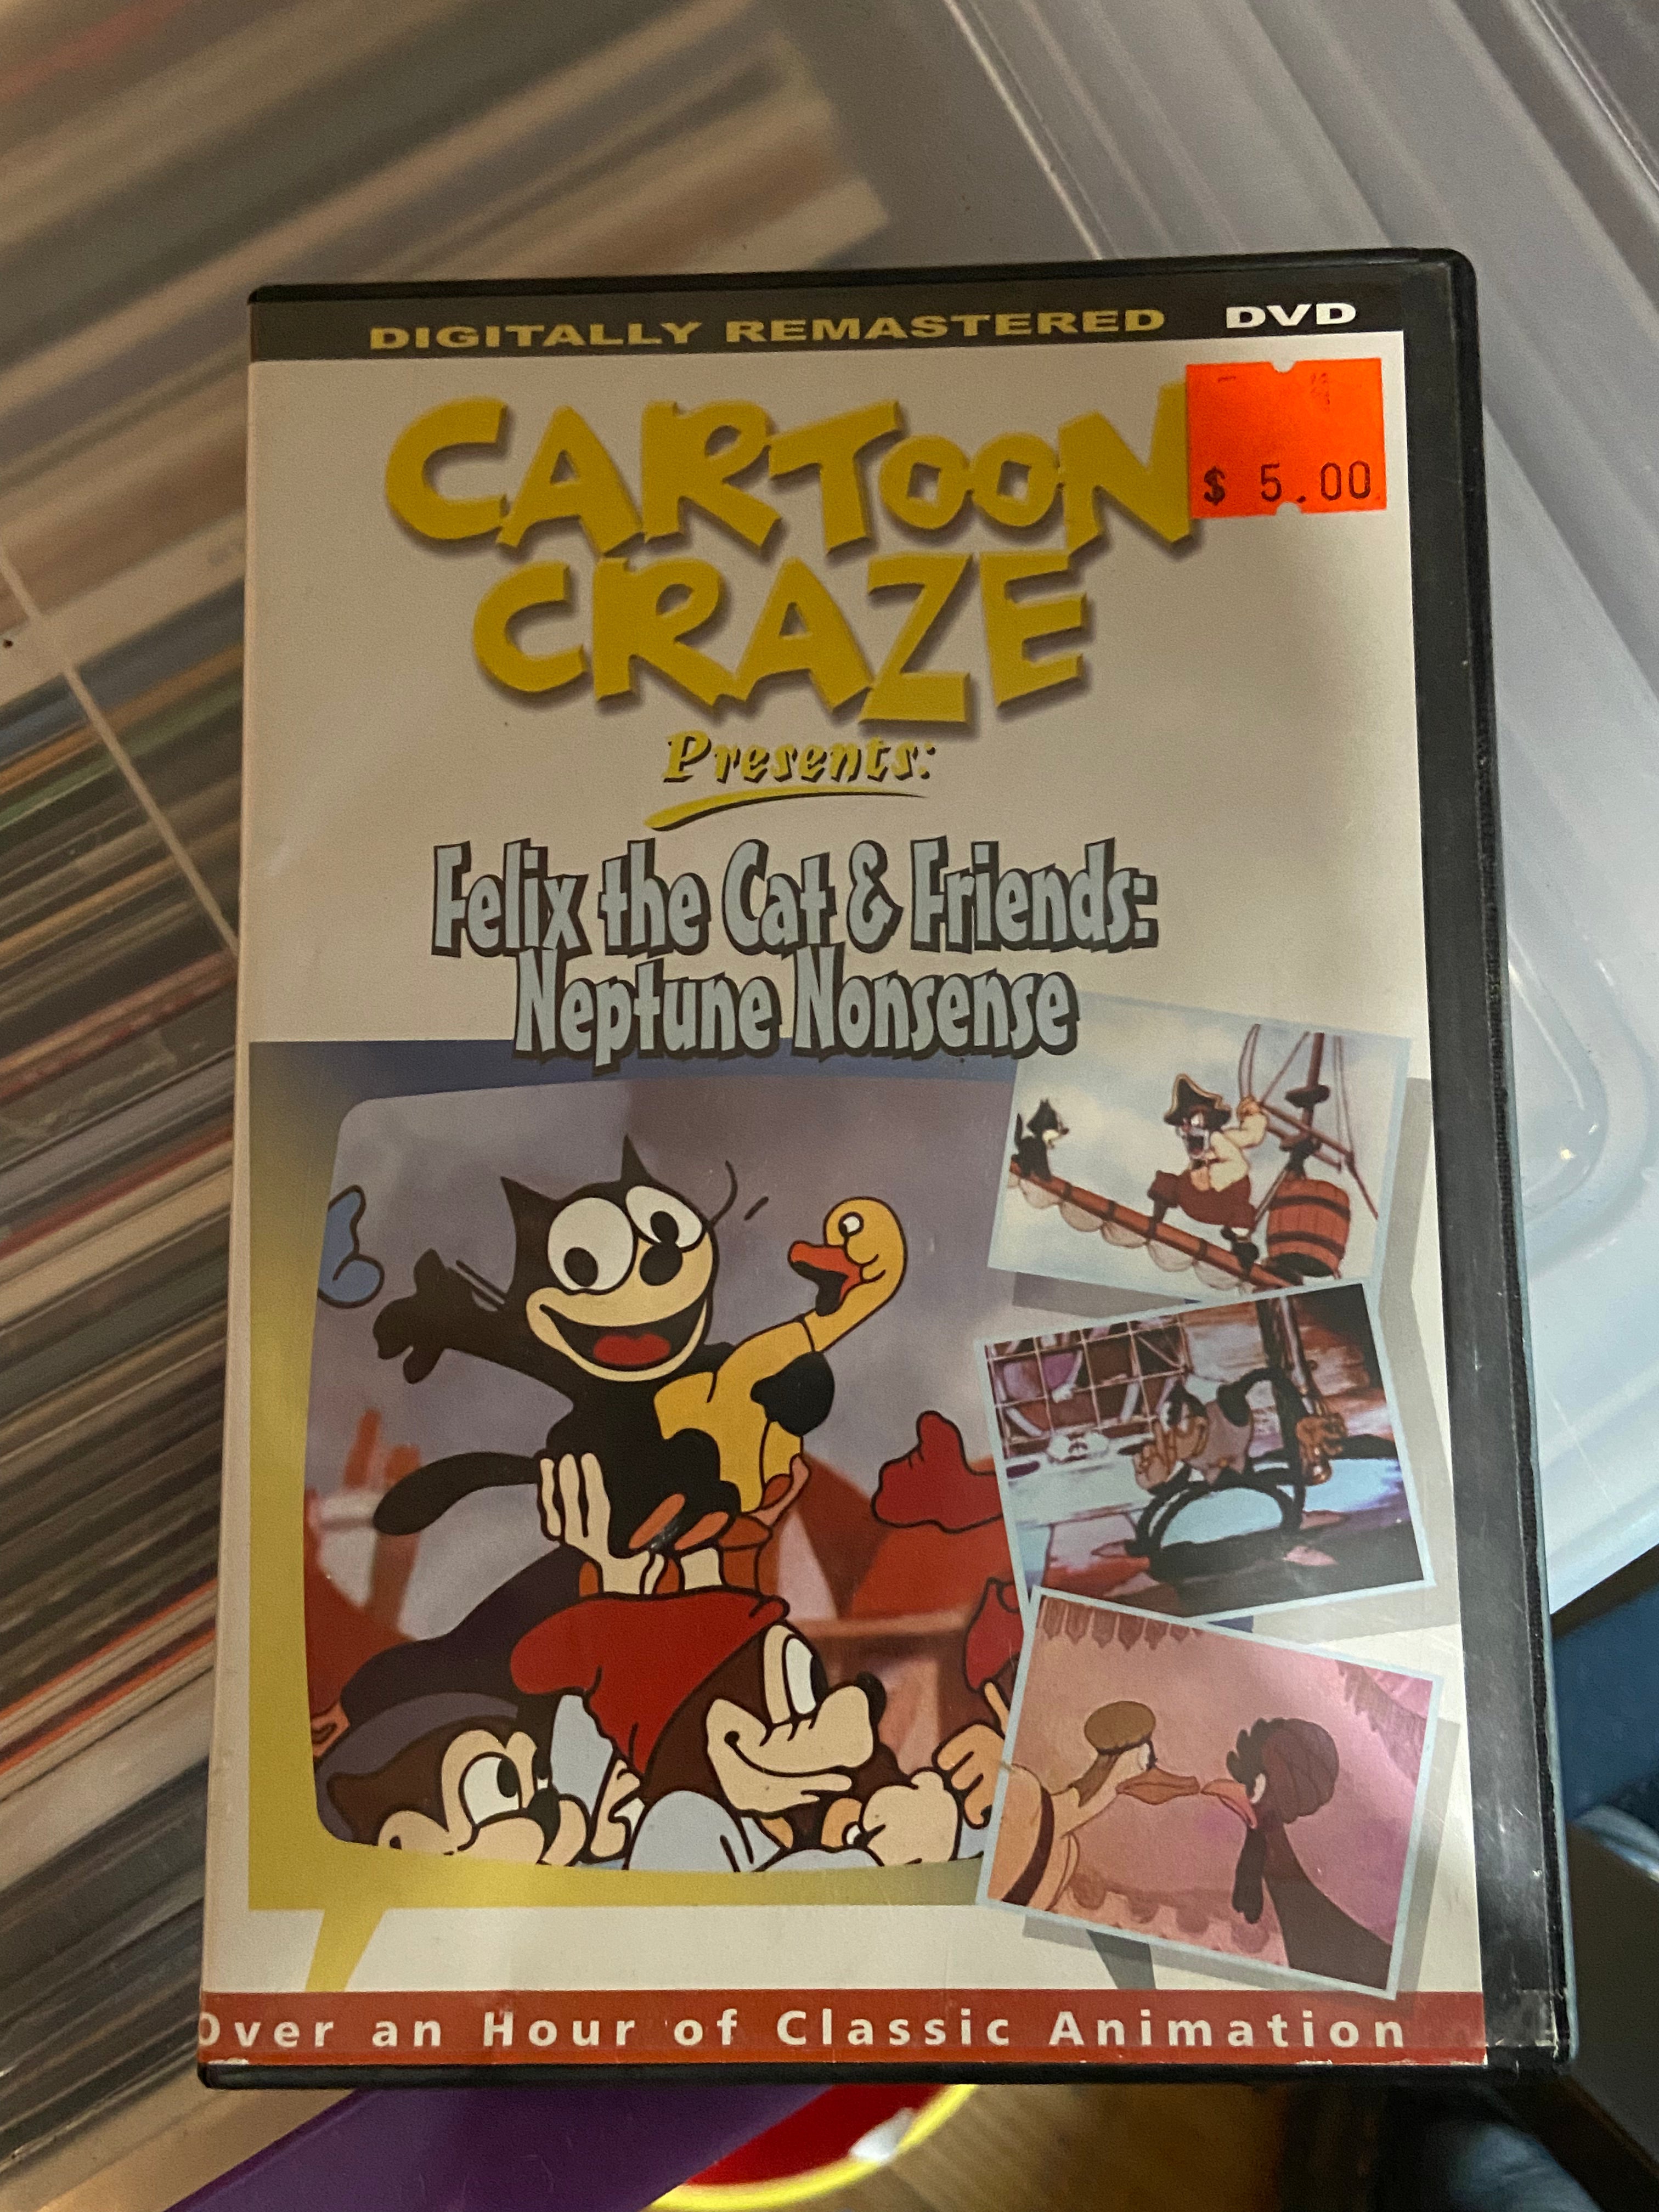 DIGITALLY REMASTERED DVD
CARTOON
$ 5.00
CRAZE
Presents:
Felix the Cat & Friends:
Neptune Nonsense
Over an Hour of Classic Animation